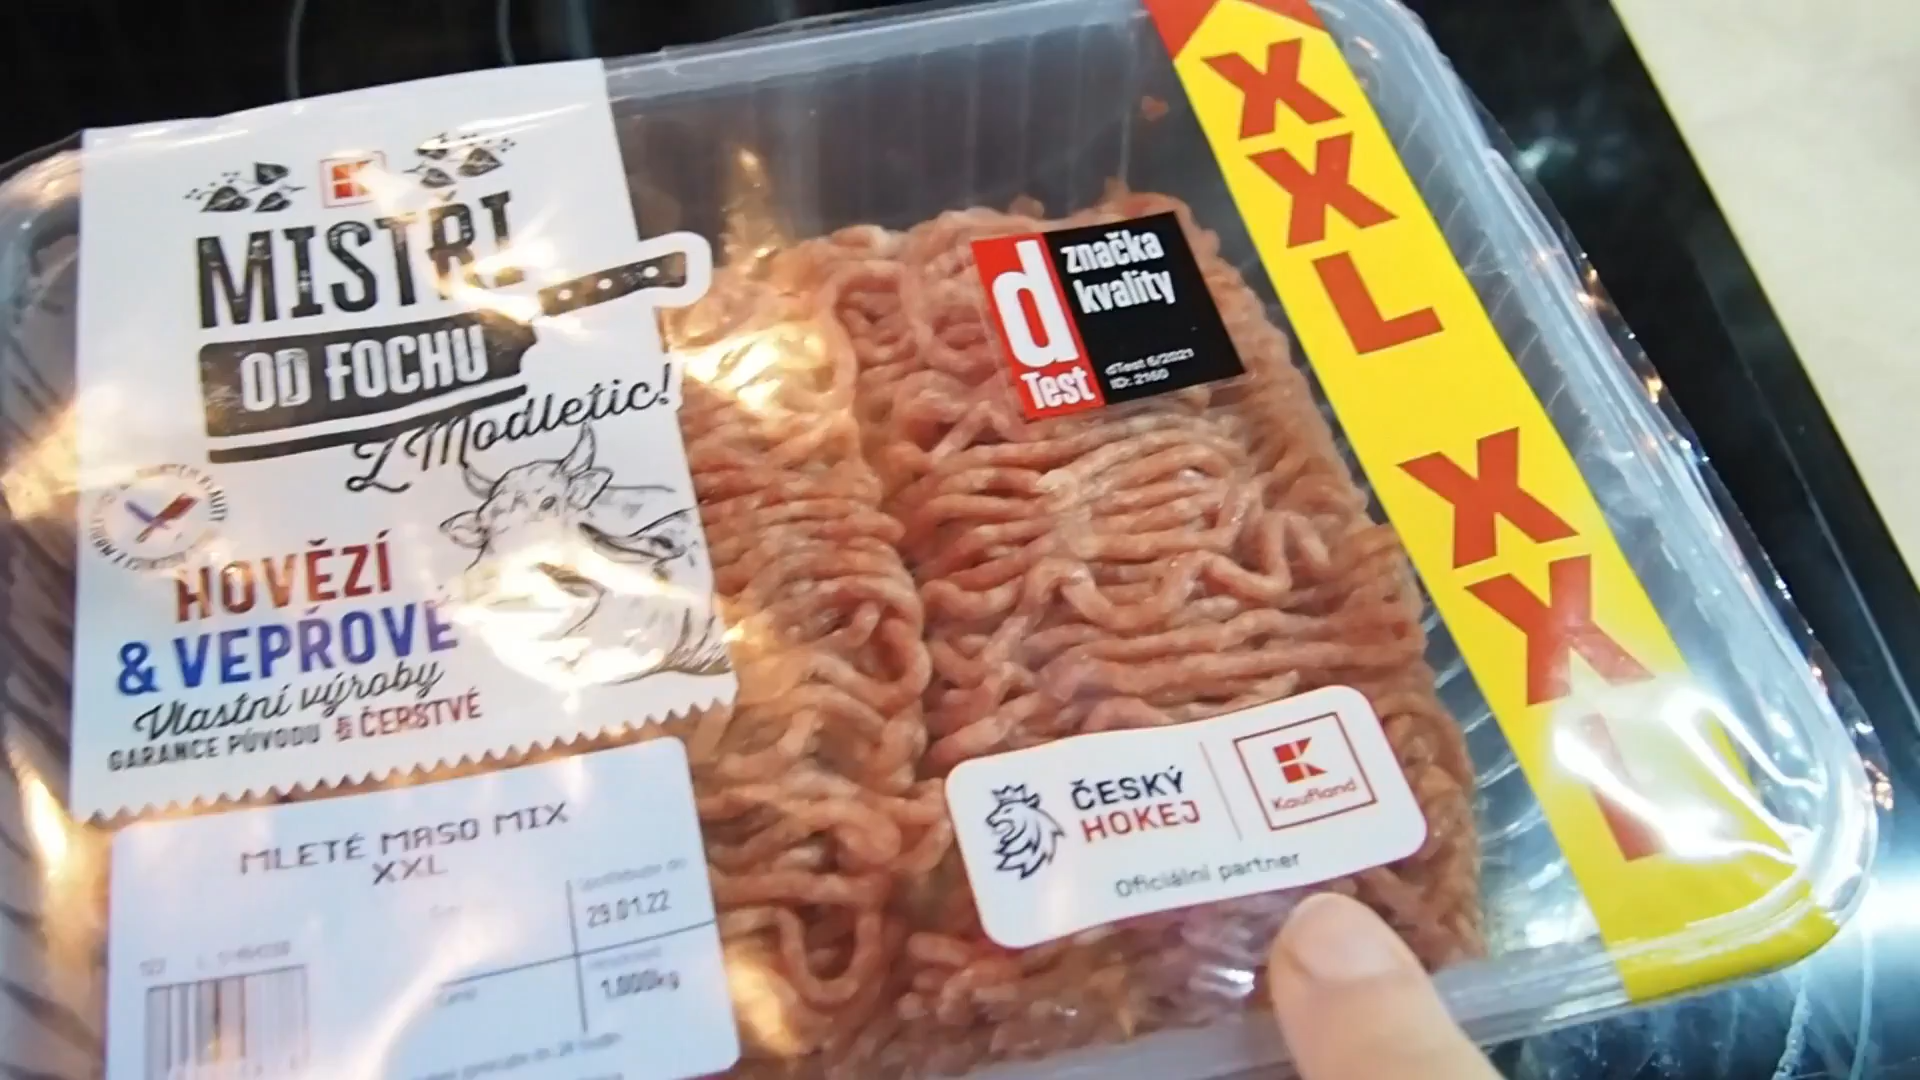 MISTŘI
OD FOCHU
Z Modletic!
HOVĚZÍ
& VEPŘOVÉ
Vlastní výroby
GARANCE PŮVODU ČERSTVÉ
MLETÉ MASO MIX
XXL
29.01.22
1,000kg
d
Test
značka
kvality
dTest 6/2021
ID: 2160
ČESKÝ
HOKEJ
Kaufland
Oficiální partner
XXL XXL